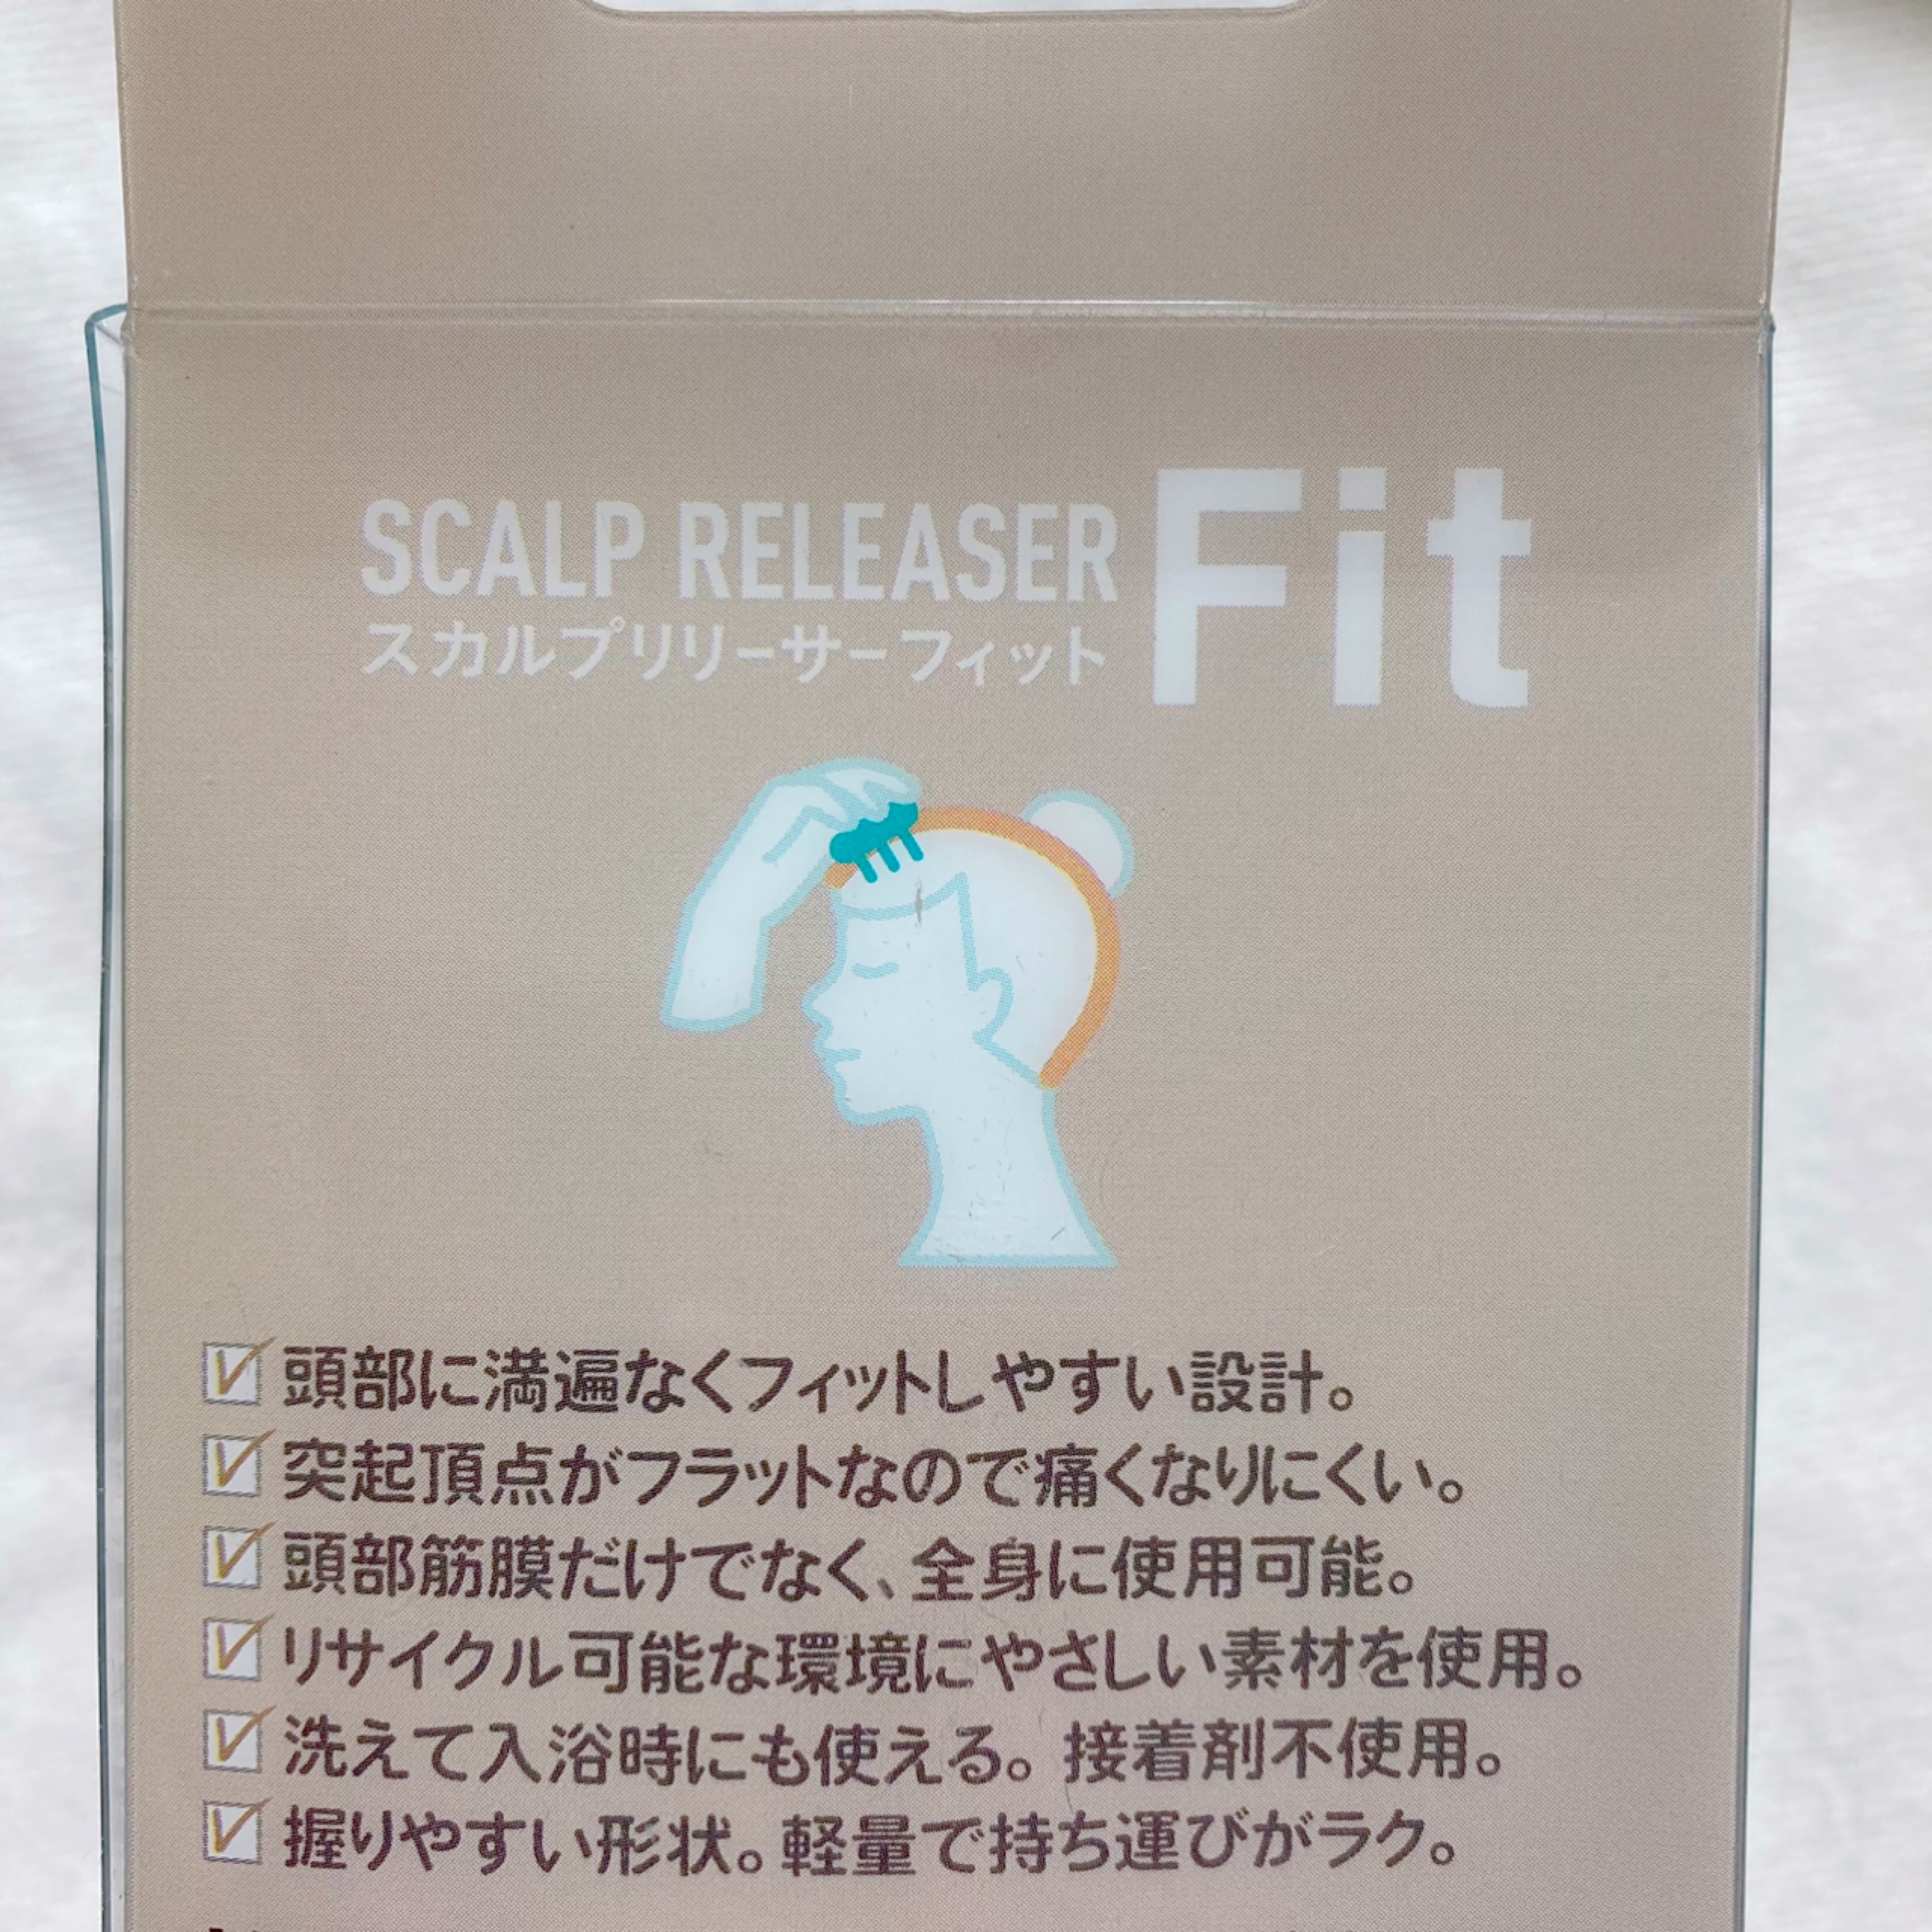 SCALP RELEASER Fit
スカルプリリーサーフィット
頭部に満遍なくフィットしやすい設計。
突起頂点がフラットなので痛くなりにくい。
頭部筋膜だけでなく、全身に使用可能。
リサイクル可能な環境にやさしい素材を使用。
洗えて入浴時にも使える。接着剤不使用。
握りやすい形状。軽量で持ち運びがラク。